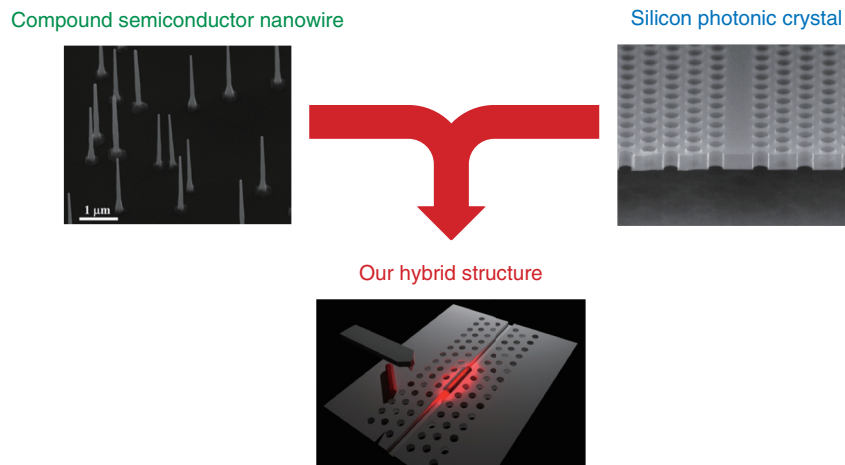 Compound semiconductor nanowire
Silicon photonic crystal
1 μm
Our hybrid structure